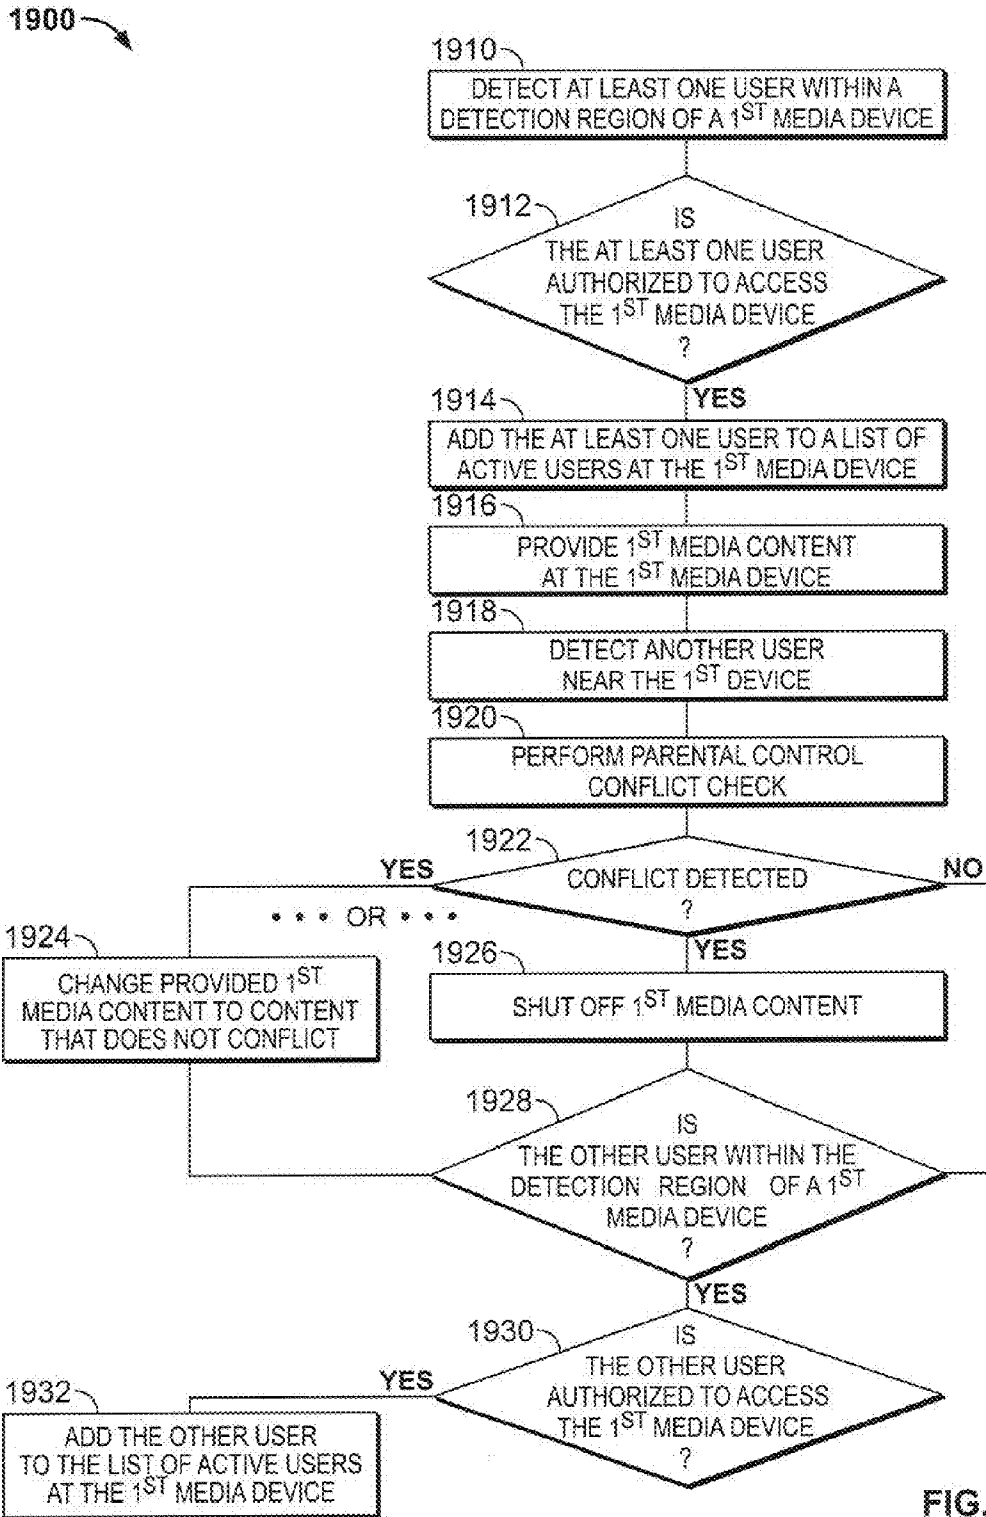 1900
1910
DETECT AT LEAST ONE USER WITHIN A
DETECTION REGION OF A 1ST MEDIA DEVICE
1912
IS
THE AT LEAST ONE USER
AUTHORIZED TO ACCESS
THE 1ST MEDIA DEVICE
?
YES
1914
ADD THE AT LEAST ONE USER TO A LIST OF
ACTIVE USERS AT THE 1ST MEDIA DEVICE
1916
PROVIDE 1ST MEDIA CONTENT
AT THE 1ST MEDIA DEVICE
1918
DETECT ANOTHER USER
NEAR THE 1ST DEVICE
1920
PERFORM PARENTAL CONTROL
CONFLICT CHECK
1922
YES
CONFLICT DETECTED
?
NO
• • • OR • • •
YES
1924
CHANGE PROVIDED 1ST
MEDIA CONTENT TO CONTENT
THAT DOES NOT CONFLICT
1926
SHUT OFF 1ST MEDIA CONTENT
1928
IS
THE OTHER USER WITHIN THE
DETECTION REGION OF A 1ST
MEDIA DEVICE
?
YES
1930
IS
THE OTHER USER
AUTHORIZED TO ACCESS
THE 1ST MEDIA DEVICE
?
YES
1932
ADD THE OTHER USER
TO THE LIST OF ACTIVE USERS
AT THE 1ST MEDIA DEVICE
FIG.